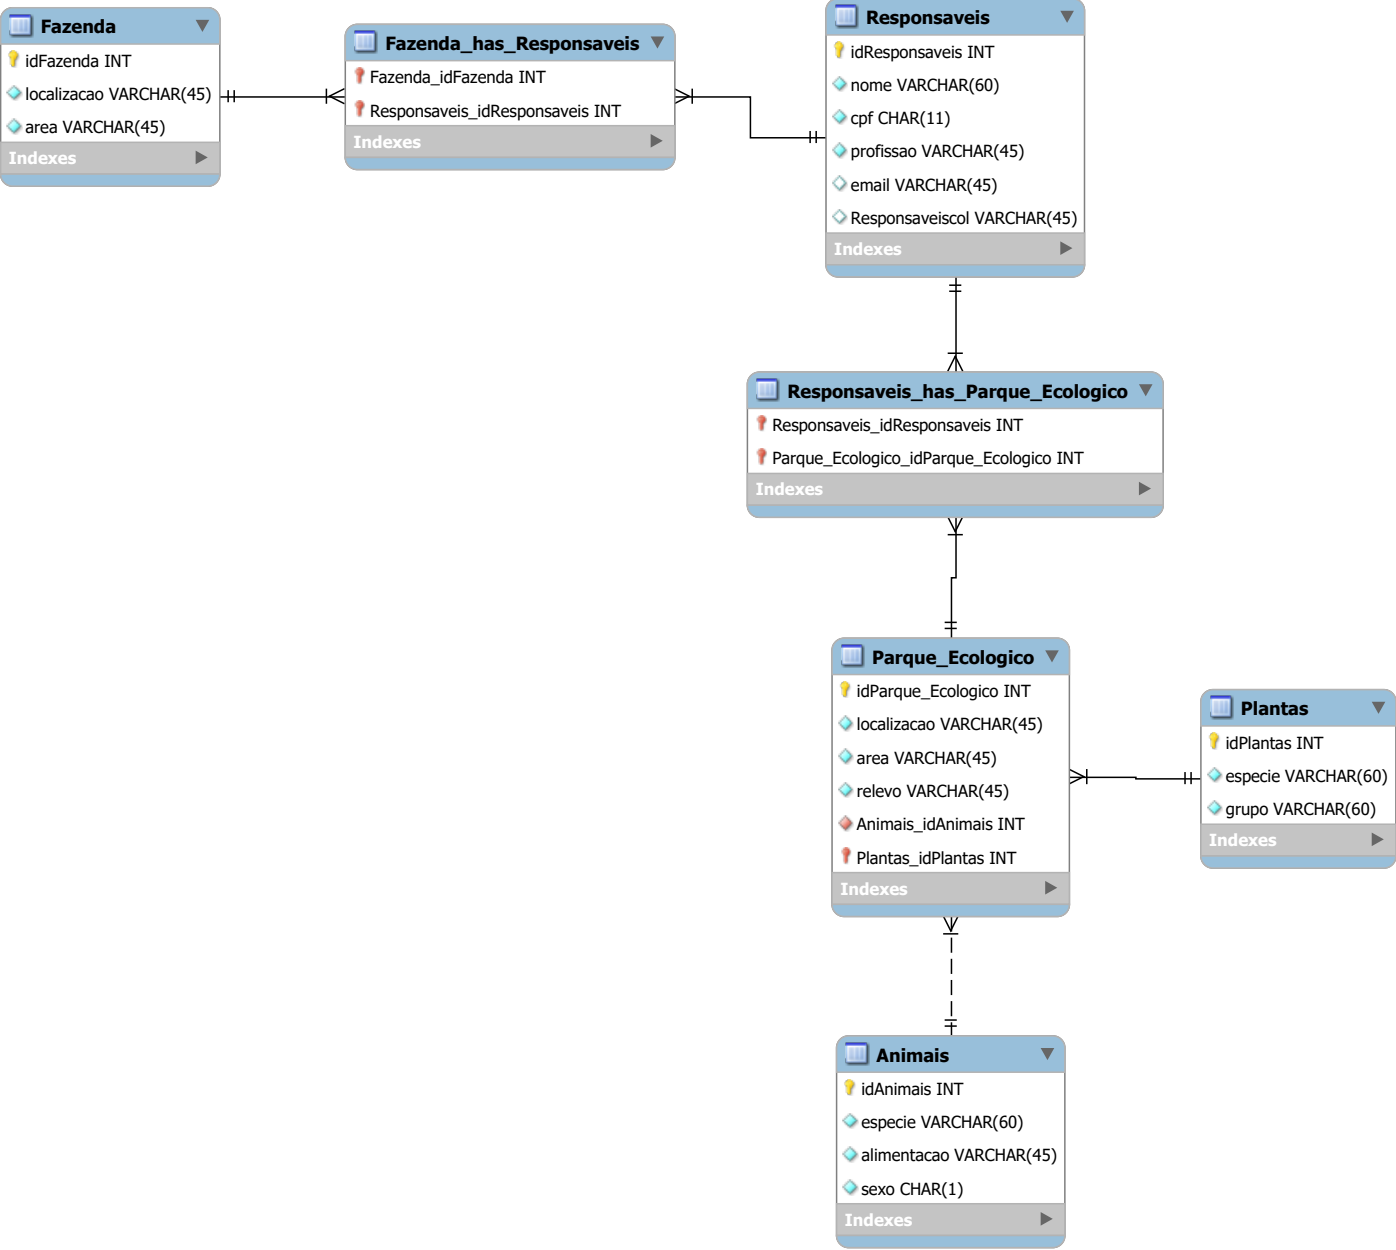 Fazenda
idFazenda INT
localizacao VARCHAR(45)
area VARCHAR(45)
Indexes
Fazenda_has_Responsaveis
Fazenda_idFazenda INT
Responsaveis_idResponsaveis INT
Indexes
Responsaveis
idResponsaveis INT
nome VARCHAR(60)
cpf CHAR(11)
profissao VARCHAR(45)
email VARCHAR(45)
Responsaveiscol VARCHAR(45)
Indexes
Responsaveis_has_Parque_Ecologico
Responsaveis_idResponsaveis INT
Parque_Ecologico_idParque_Ecologico INT
Indexes
Parque_Ecologico
idParque_Ecologico INT
localizacao VARCHAR(45)
area VARCHAR(45)
relevo VARCHAR(45)
Animais_idAnimais INT
Plantas_idPlantas INT
Indexes
Plantas
idPlantas INT
especie VARCHAR(60)
grupo VARCHAR(60)
Indexes
Animais
idAnimais INT
especie VARCHAR(60)
alimentacao VARCHAR(45)
sexo CHAR(1)
Indexes